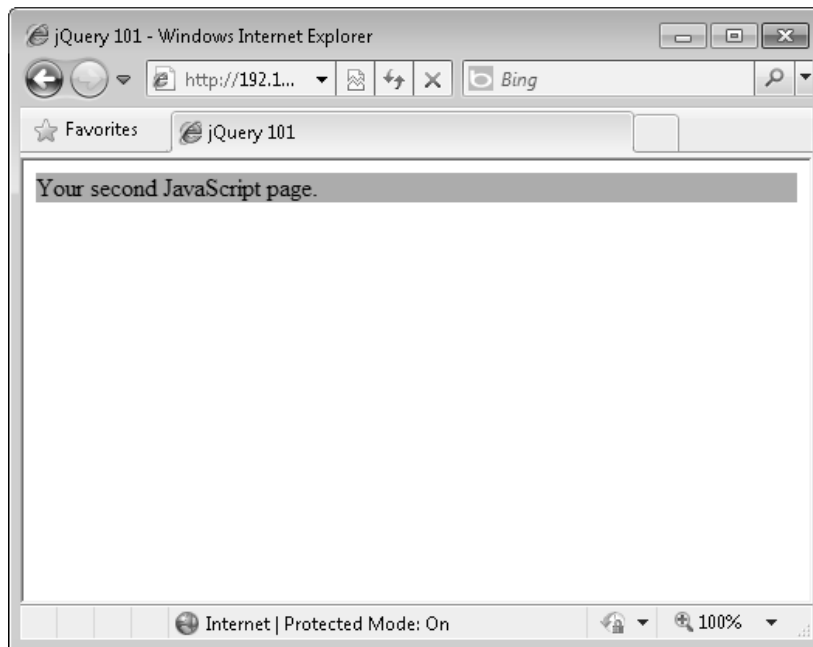 jQuery 101 - Windows Internet Explorer
http://192.1... Bing
Favorites jQuery 101
Your second JavaScript page.
Internet | Protected Mode: On 100%